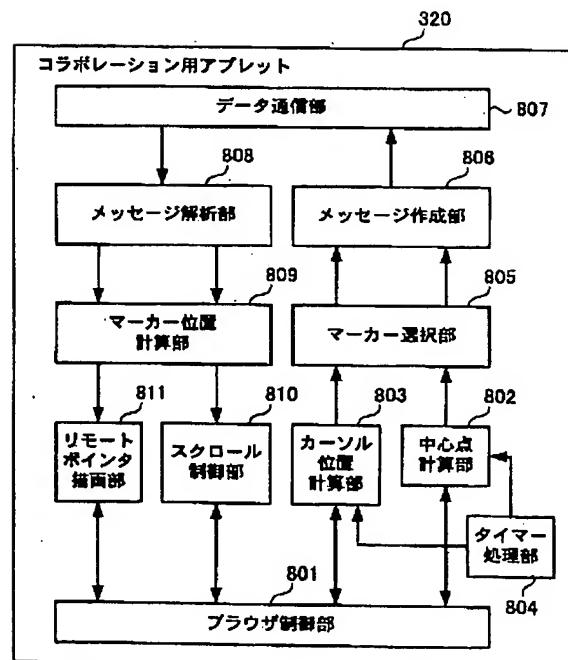 320
コラボレーション用アプレット
データ通信部
807
808
806
メッセージ解析部
メッセージ作成部
809
805
マーカー位置
計算部
マーカー選択部
811
810
803
802
リモート
ポインタ
描画部
スクロール
制御部
カーソル
位置
計算部
中心点
計算部
タイマー
処理部
801
804
ブラウザ制御部